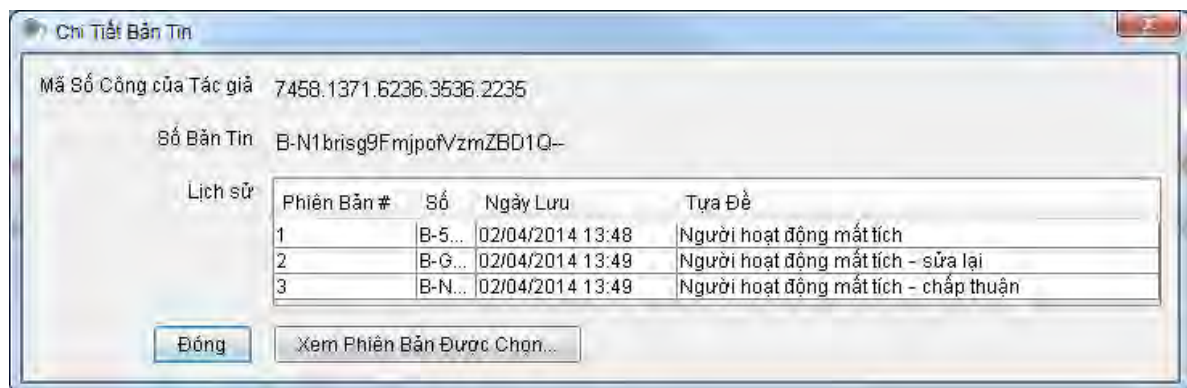 Chi Tiết Bản Tin
Mã Số Công của Tác giả 7458.1371.6236.3536.2235
Số Bản Tin B-N1brisg9FmjpofVzmZBD1Q--
Lịch sử
Phiên Bản # Số Ngày Lưu Tựa Đề
1 B-5... 02/04/2014 13:48 Người hoạt động mất tích
2 B-G... 02/04/2014 13:49 Người hoạt động mất tích - sửa lại
3 B-N... 02/04/2014 13:49 Người hoạt động mất tích - chấp thuận
Đóng Xem Phiên Bản Được Chọn...